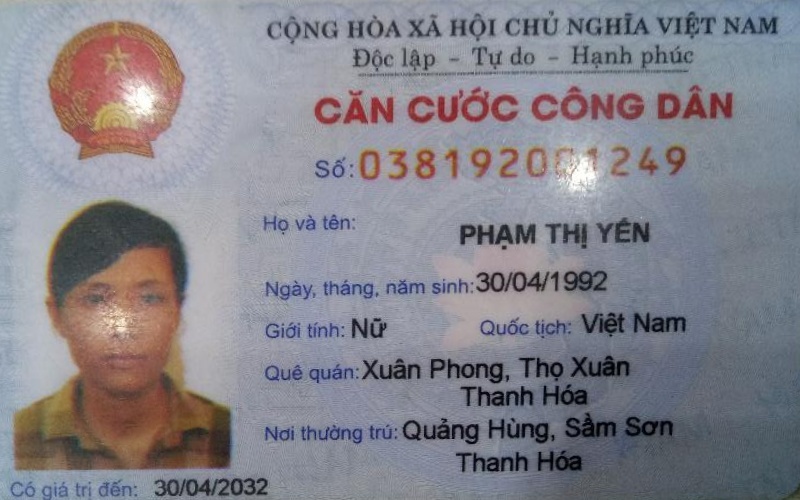 CỘNG HÒA XÃ HỘI CHỦ NGHĨA VIỆT NAM
Độc lập - Tự do - Hạnh phúc
CĂN CƯỚC CÔNG DÂN
Số: 038192001249
Họ và tên: PHẠM THỊ YÊN
Ngày, tháng, năm sinh: 30/04/1992
Giới tính: Nữ Quốc tịch: Việt Nam
Quê quán: Xuân Phong, Thọ Xuân
Thanh Hóa
Nơi thường trú: Quảng Hùng, Sầm Sơn
Thanh Hóa
Có giá trị đến: 30/04/2032